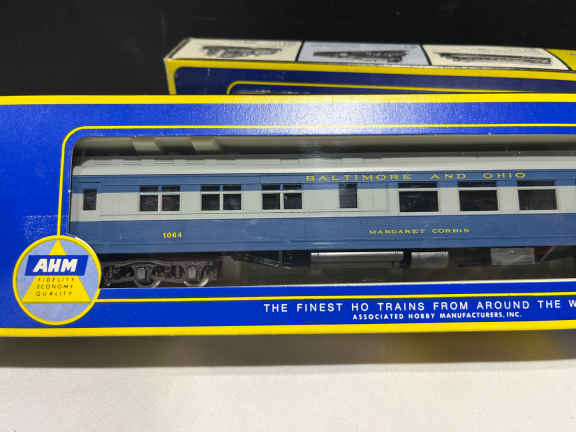 BALTIMORE AND OHIO
1064
MARGARET CORBIN
AHM
FIDELITY
ECONOMY
QUALITY
THE FINEST HO TRAINS FROM AROUND THE W
ASSOCIATED HOBBY MANUFACTURERS, INC.